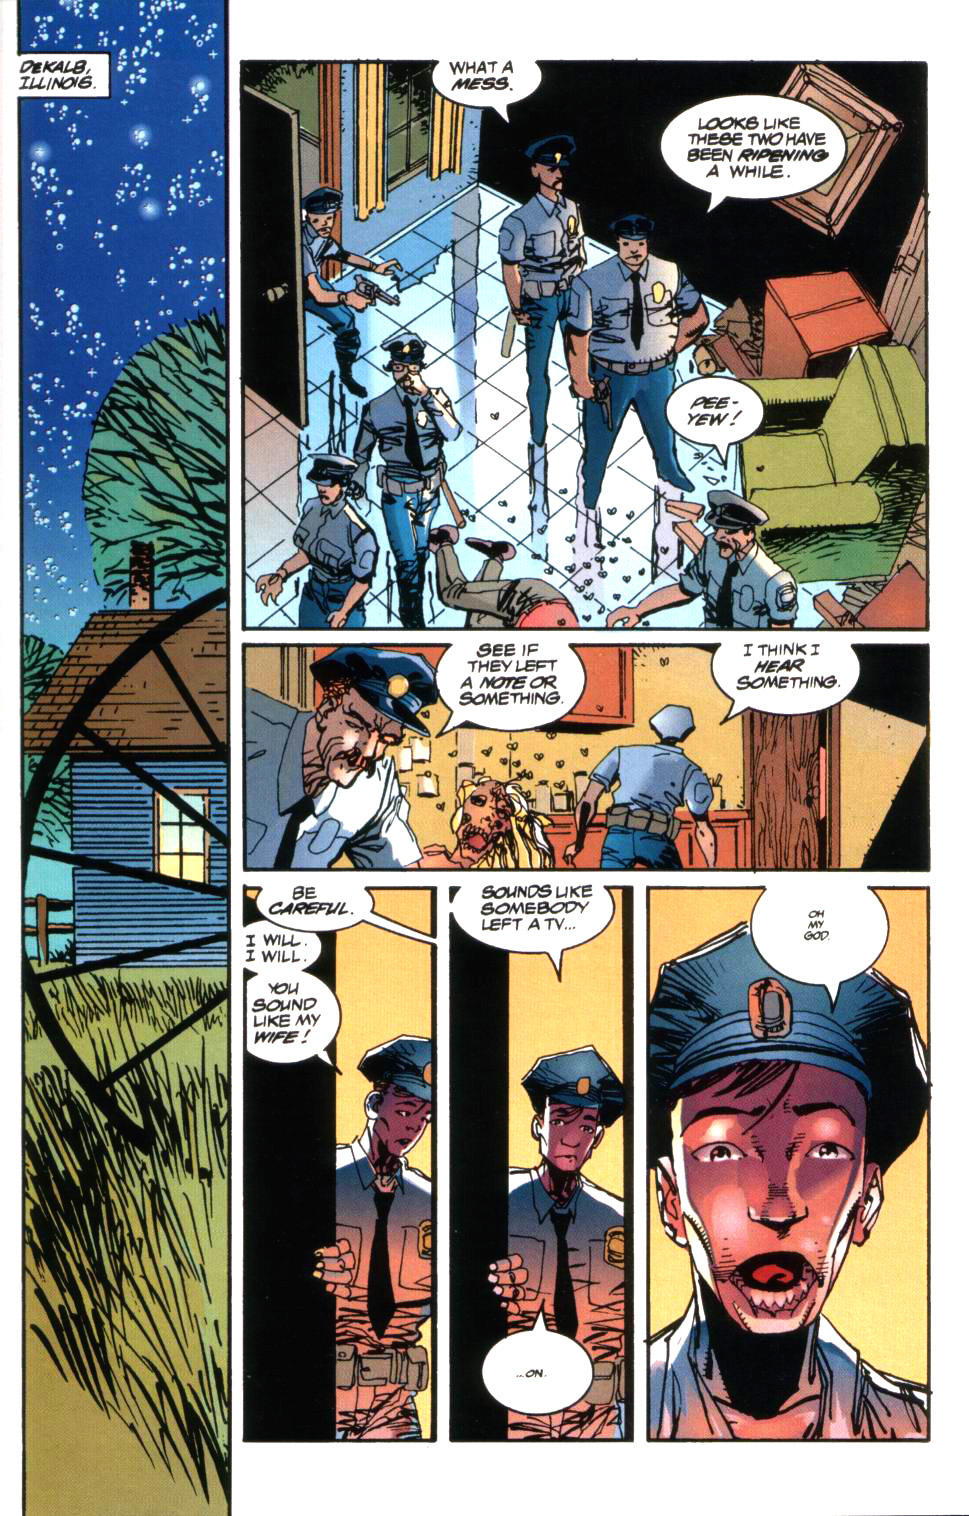 DEKALB,
ILLINOIS.
WHAT A
MESS.
LOOKS LIKE
THESE TWO HAVE
BEEN RIPENING
A WHILE.
PEE-
YEW!
SEE IF
THEY LEFT
A NOTE OR
SOMETHING.
I THINK I
HEAR
SOMETHING.
BE
CAREFUL.
I WILL.
I WILL.
YOU
SOUND
LIKE MY
WIFE!
SOUNDS LIKE
SOMEBODY
LEFT A TV...
...ON.
OH
MY
GOD.